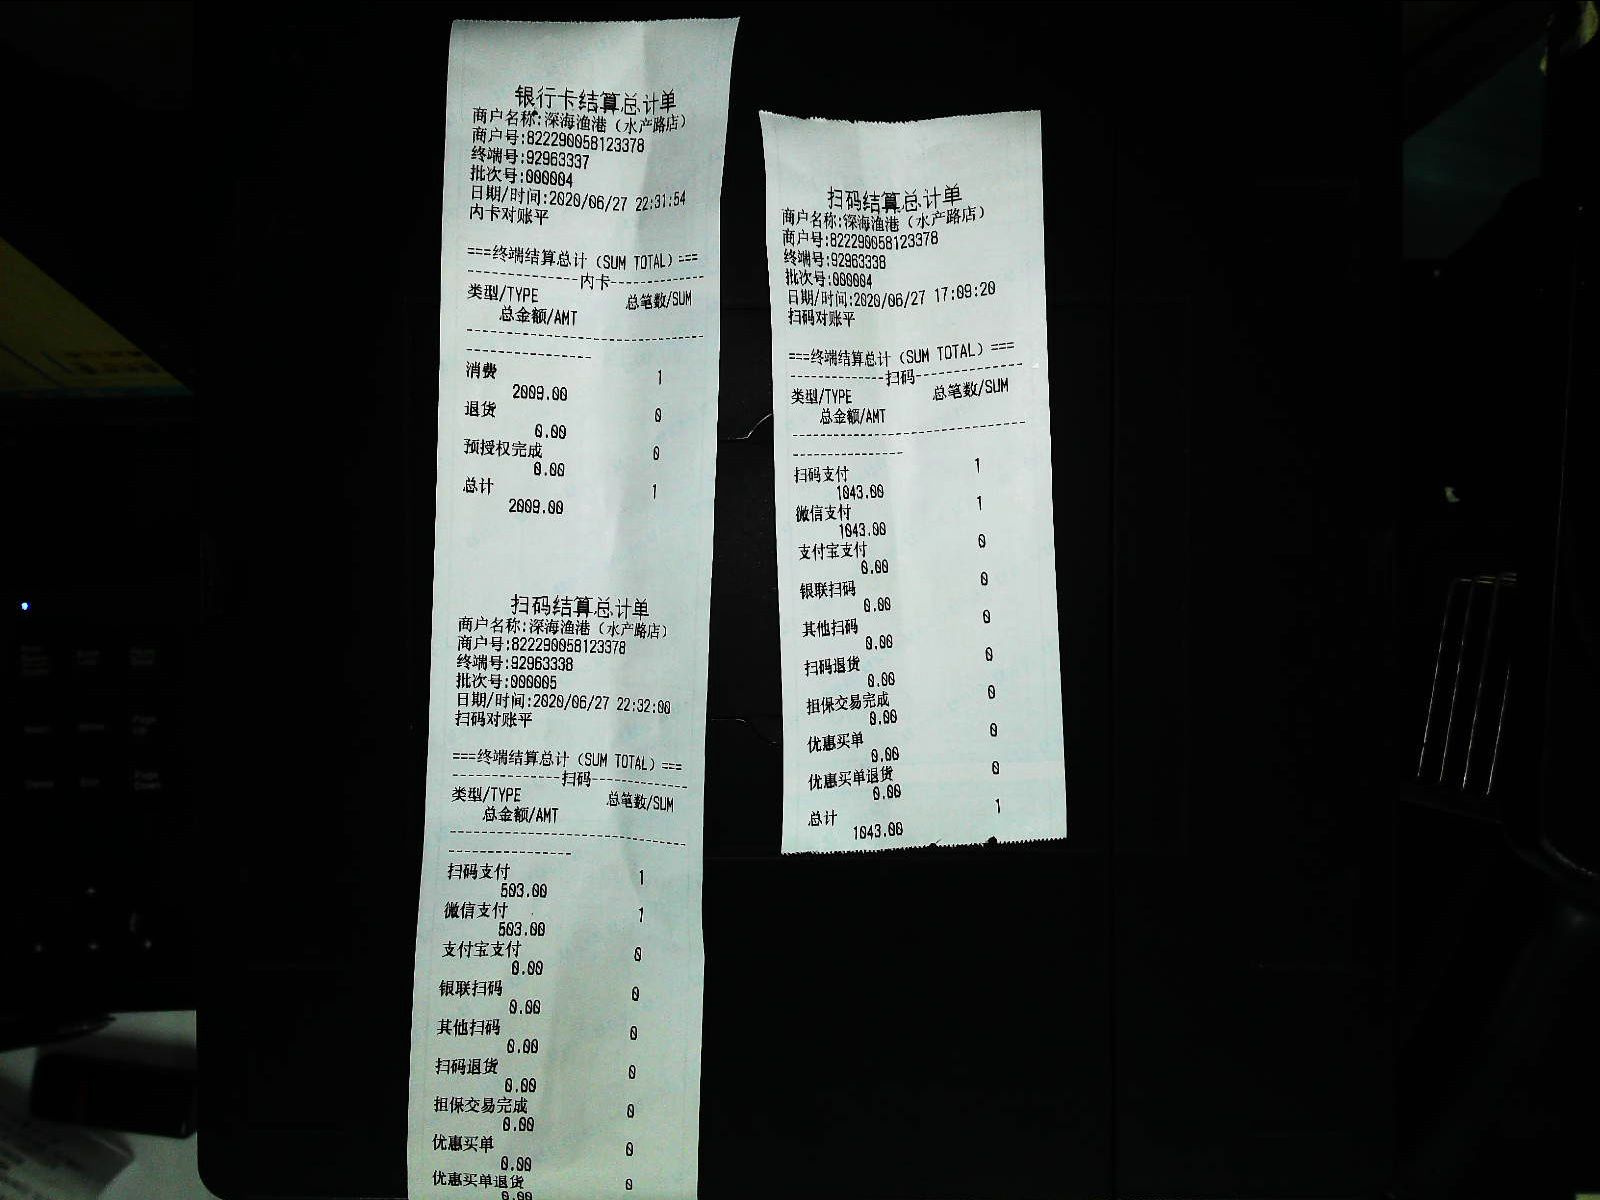 银行卡结算总计单
商户名称:深海渔港（水产路店）
商户号:822290058123378
终端号:92963337
批次号:000004
日期/时间:2020/06/27 22:31:54
内卡对账平
===终端结算总计（SUM TOTAL）===
----------------内卡----------------
类型/TYPE 总笔数/SUM
总金额/AMT
消费 1
2009.00
退货 0
0.00
预授权完成 0
0.00
总计 1
2009.00
扫码结算总计单
商户名称:深海渔港（水产路店）
商户号:822290058123378
终端号:92963338
批次号:000005
日期/时间:2020/06/27 22:32:00
扫码对账平
===终端结算总计（SUM TOTAL）===
----------------扫码----------------
类型/TYPE 总笔数/SUM
总金额/AMT
扫码支付 1
503.00
微信支付 1
503.00
支付宝支付 0
0.00
银联扫码 0
0.00
其他扫码 0
0.00
扫码退货 0
0.00
担保交易完成 0
0.00
优惠买单 0
0.00
优惠买单退货 0
0.00
扫码结算总计单
商户名称:深海渔港（水产路店）
商户号:822290058123378
终端号:92963338
批次号:000004
日期/时间:2020/06/27 17:09:20
扫码对账平
===终端结算总计（SUM TOTAL）===
----------------扫码----------------
类型/TYPE 总笔数/SUM
总金额/AMT
扫码支付 1
1043.00
微信支付 1
1043.00
支付宝支付 0
0.00
银联扫码 0
0.00
其他扫码 0
0.00
扫码退货 0
0.00
担保交易完成 0
0.00
优惠买单 0
0.00
优惠买单退货 0
0.00
总计 1
1043.00